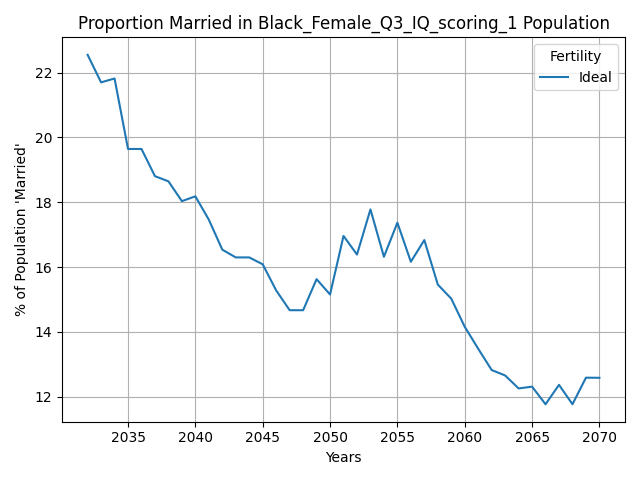 Proportion Married in Black_Female_Q3_IQ_scoring_1 Population
Fertility
Ideal
% of Population 'Married'
22
20
18
16
14
12
2035 2040 2045 2050 2055 2060 2065 2070
Years